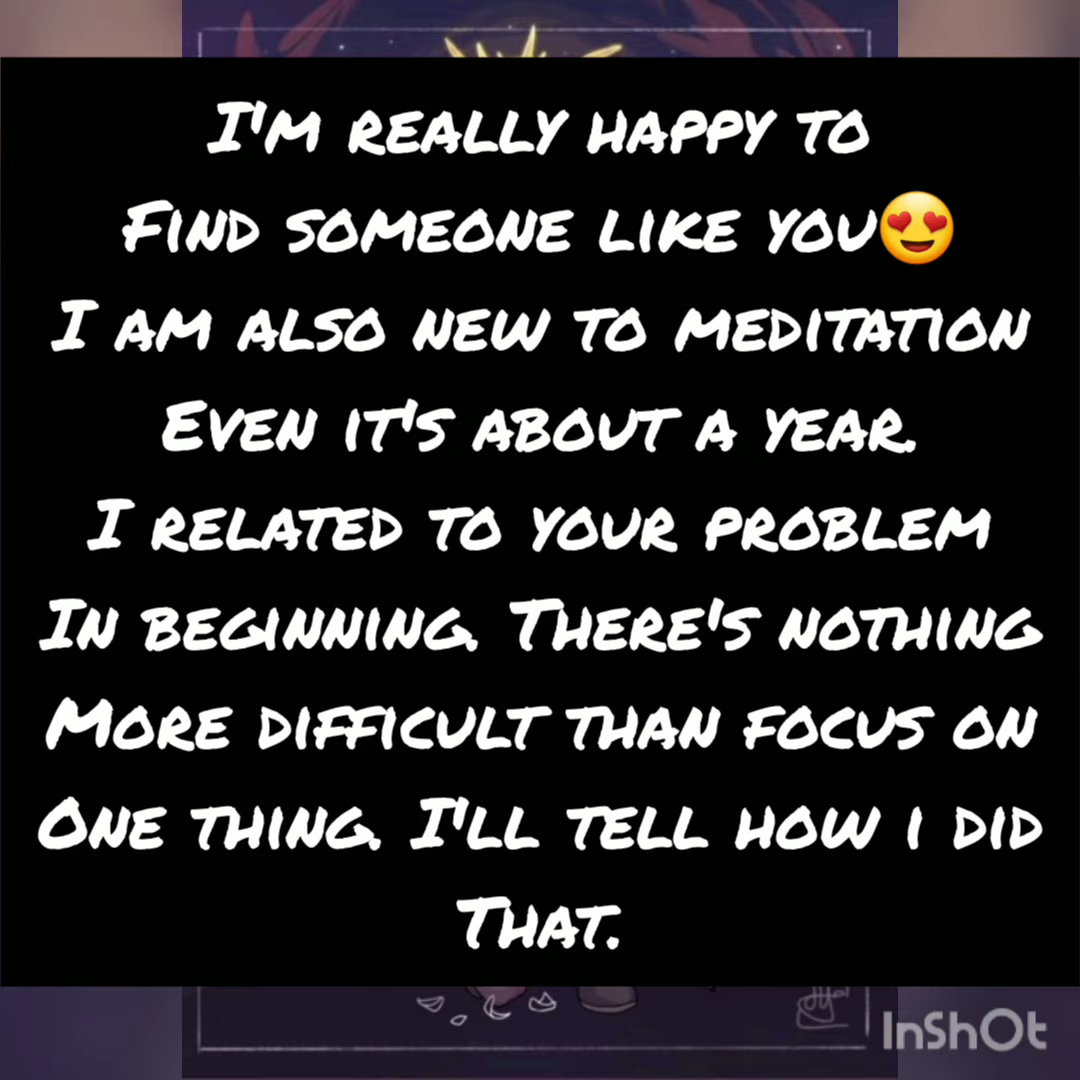 I'm really happy to
Find someone like you😍
I am also new to meditation
Even it's about a year.
I related to your problem
In beginning. There's nothing
More difficult than focus on
One thing. I'll tell how i did
That.
InShOt